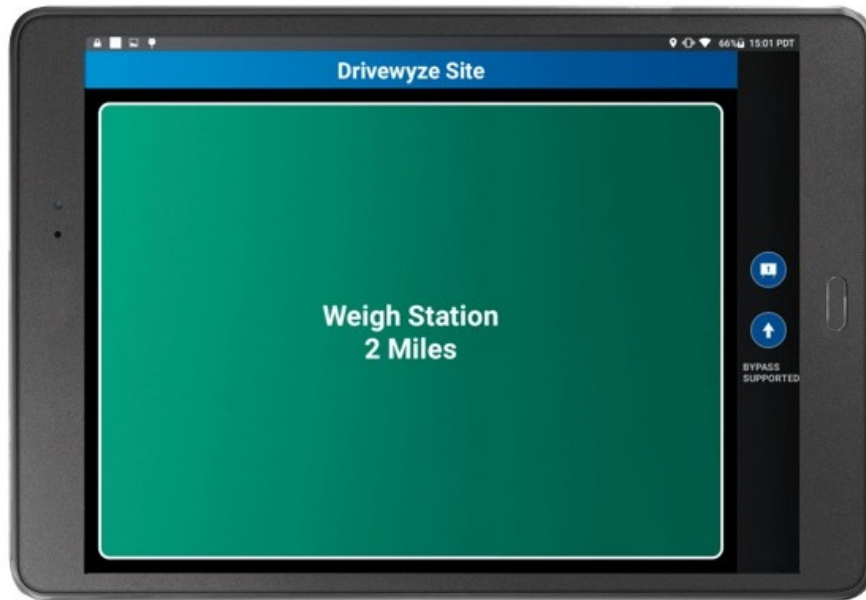 66% 15:01 PDT
Drivewyze Site
Weigh Station
2 Miles
BYPASS
SUPPORTED